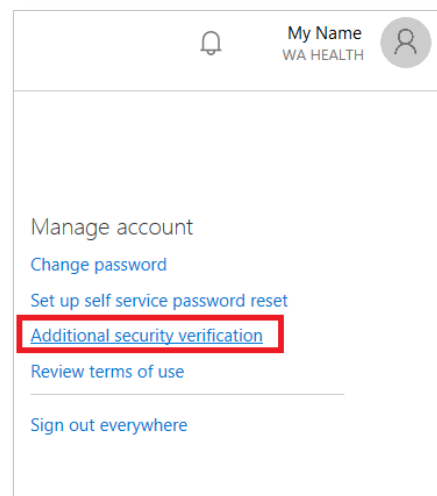 My Name
WA HEALTH
Manage account
Change password
Set up self service password reset
Additional security verification
Review terms of use
Sign out everywhere